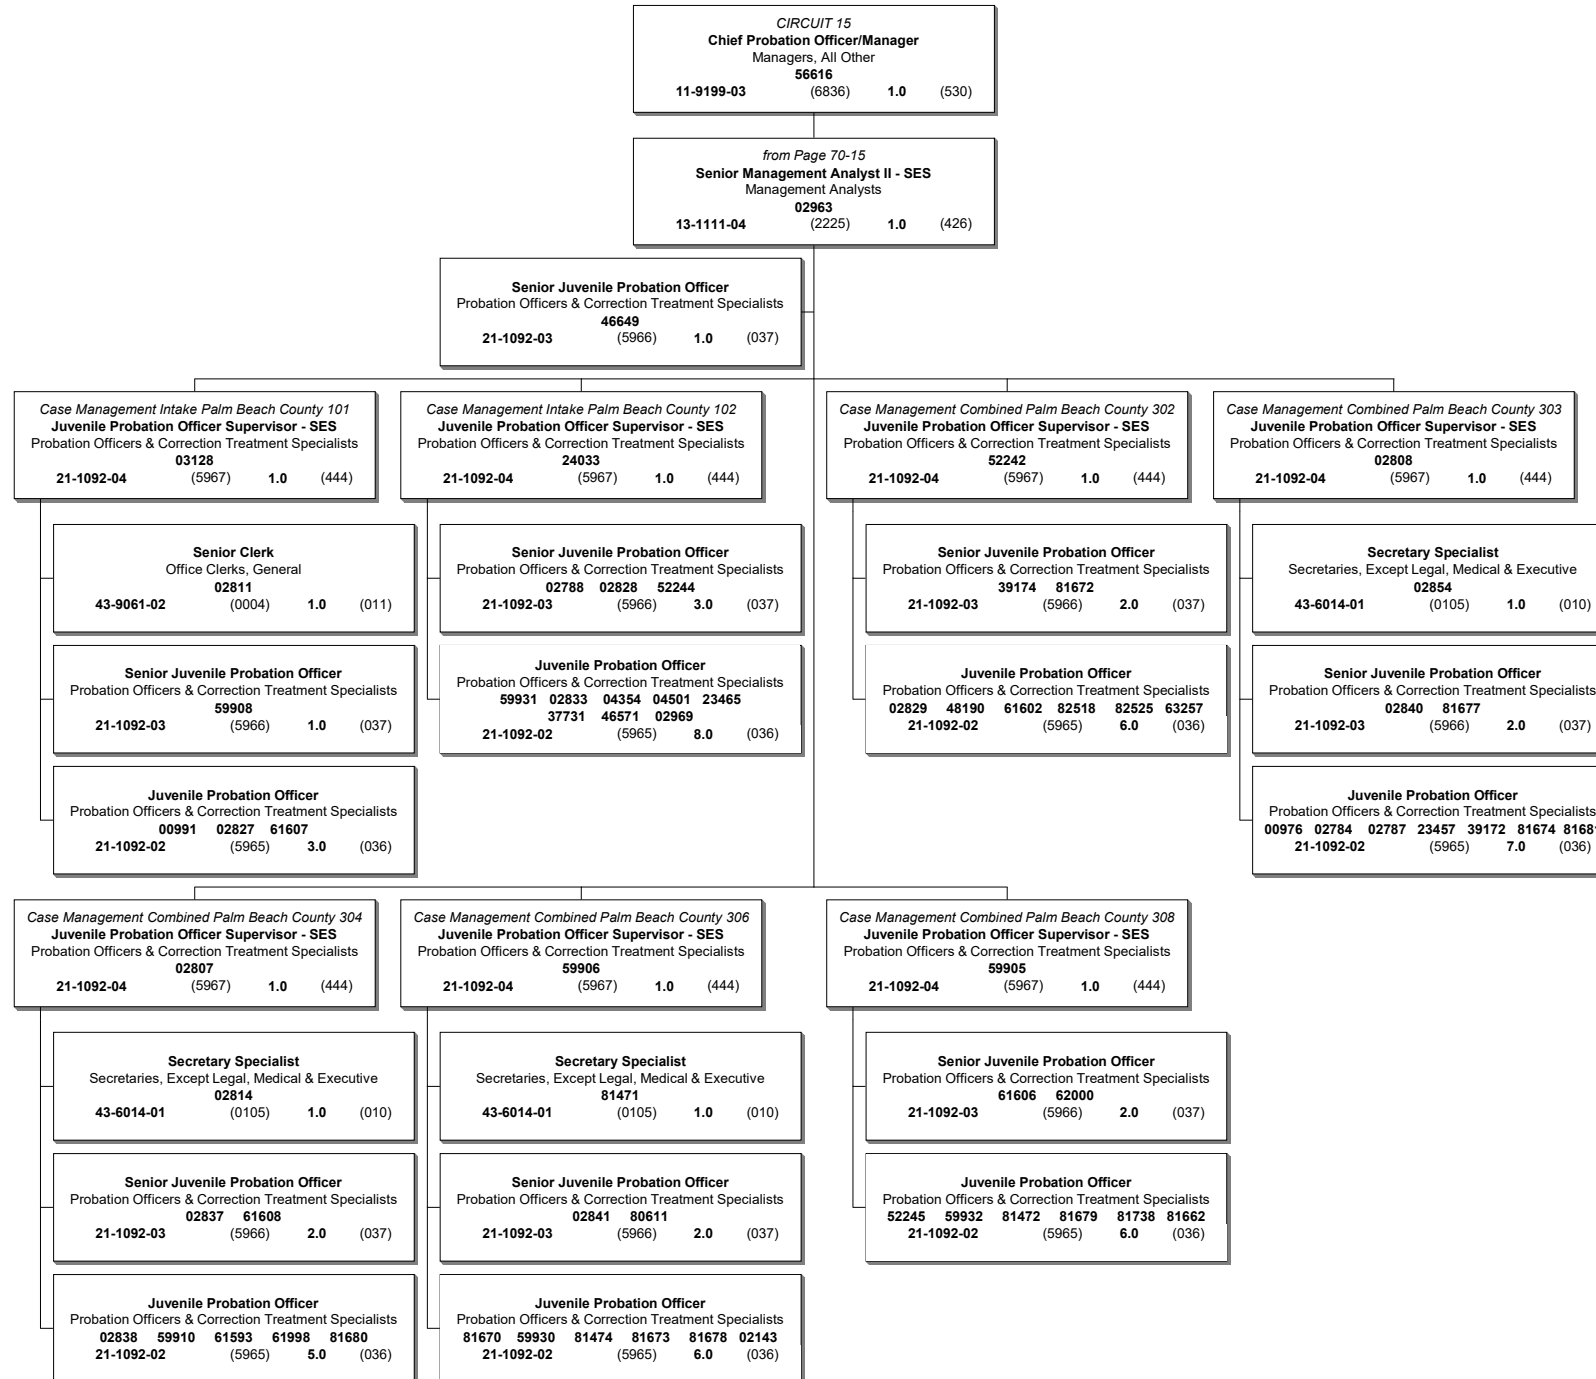 CIRCUIT 15
Chief Probation Officer/Manager
Managers, All Other
56616
11-9199-03 (6836) 1.0 (530)
from Page 70-15
Senior Management Analyst II - SES
Management Analysts
02963
13-1111-04 (2225) 1.0 (426)
Senior Juvenile Probation Officer
Probation Officers & Correction Treatment Specialists
46649
21-1092-03 (5966) 1.0 (037)
Case Management Intake Palm Beach County 101
Juvenile Probation Officer Supervisor - SES
Probation Officers & Correction Treatment Specialists
03128
21-1092-04 (5967) 1.0 (444)
Senior Clerk
Office Clerks, General
02811
43-9061-02 (0004) 1.0 (011)
Senior Juvenile Probation Officer
Probation Officers & Correction Treatment Specialists
59908
21-1092-03 (5966) 1.0 (037)
Juvenile Probation Officer
Probation Officers & Correction Treatment Specialists
00991 02827 61607
21-1092-02 (5965) 3.0 (036)
Case Management Intake Palm Beach County 102
Juvenile Probation Officer Supervisor - SES
Probation Officers & Correction Treatment Specialists
24033
21-1092-04 (5967) 1.0 (444)
Senior Juvenile Probation Officer
Probation Officers & Correction Treatment Specialists
02788 02828 52244
21-1092-03 (5966) 3.0 (037)
Juvenile Probation Officer
Probation Officers & Correction Treatment Specialists
59931 02833 04354 04501 23465
37731 46571 02969
21-1092-02 (5965) 8.0 (036)
Case Management Combined Palm Beach County 302
Juvenile Probation Officer Supervisor - SES
Probation Officers & Correction Treatment Specialists
52242
21-1092-04 (5967) 1.0 (444)
Senior Juvenile Probation Officer
Probation Officers & Correction Treatment Specialists
39174 81672
21-1092-03 (5966) 2.0 (037)
Juvenile Probation Officer
Probation Officers & Correction Treatment Specialists
02829 48190 61602 82518 82525 63257
21-1092-02 (5965) 6.0 (036)
Case Management Combined Palm Beach County 303
Juvenile Probation Officer Supervisor - SES
Probation Officers & Correction Treatment Specialists
02808
21-1092-04 (5967) 1.0 (444)
Secretary Specialist
Secretaries, Except Legal, Medical & Executive
02854
43-6014-01 (0105) 1.0 (010)
Senior Juvenile Probation Officer
Probation Officers & Correction Treatment Specialists
02840 81677
21-1092-03 (5966) 2.0 (037)
Juvenile Probation Officer
Probation Officers & Correction Treatment Specialists
00976 02784 02787 23457 39172 81674
21-1092-02 (5965) 7.0 (036)
Case Management Combined Palm Beach County 304
Juvenile Probation Officer Supervisor - SES
Probation Officers & Correction Treatment Specialists
02807
21-1092-04 (5967) 1.0 (444)
Secretary Specialist
Secretaries, Except Legal, Medical & Executive
02814
43-6014-01 (0105) 1.0 (010)
Senior Juvenile Probation Officer
Probation Officers & Correction Treatment Specialists
02837 61608
21-1092-03 (5966) 2.0 (037)
Juvenile Probation Officer
Probation Officers & Correction Treatment Specialists
02838 59910 61593 61998 81680
21-1092-02 (5965) 5.0 (036)
Case Management Combined Palm Beach County 306
Juvenile Probation Officer Supervisor - SES
Probation Officers & Correction Treatment Specialists
59906
21-1092-04 (5967) 1.0 (444)
Secretary Specialist
Secretaries, Except Legal, Medical & Executive
81471
43-6014-01 (0105) 1.0 (010)
Senior Juvenile Probation Officer
Probation Officers & Correction Treatment Specialists
02841 80611
21-1092-03 (5966) 2.0 (037)
Juvenile Probation Officer
Probation Officers & Correction Treatment Specialists
81670 59930 81474 81673 81678 02143
21-1092-02 (5965) 6.0 (036)
Case Management Combined Palm Beach County 308
Juvenile Probation Officer Supervisor - SES
Probation Officers & Correction Treatment Specialists
59905
21-1092-04 (5967) 1.0 (444)
Senior Juvenile Probation Officer
Probation Officers & Correction Treatment Specialists
61606 62000
21-1092-03 (5966) 2.0 (037)
Juvenile Probation Officer
Probation Officers & Correction Treatment Specialists
52245 59932 81472 81679 81738 81662
21-1092-02 (5965) 6.0 (036)